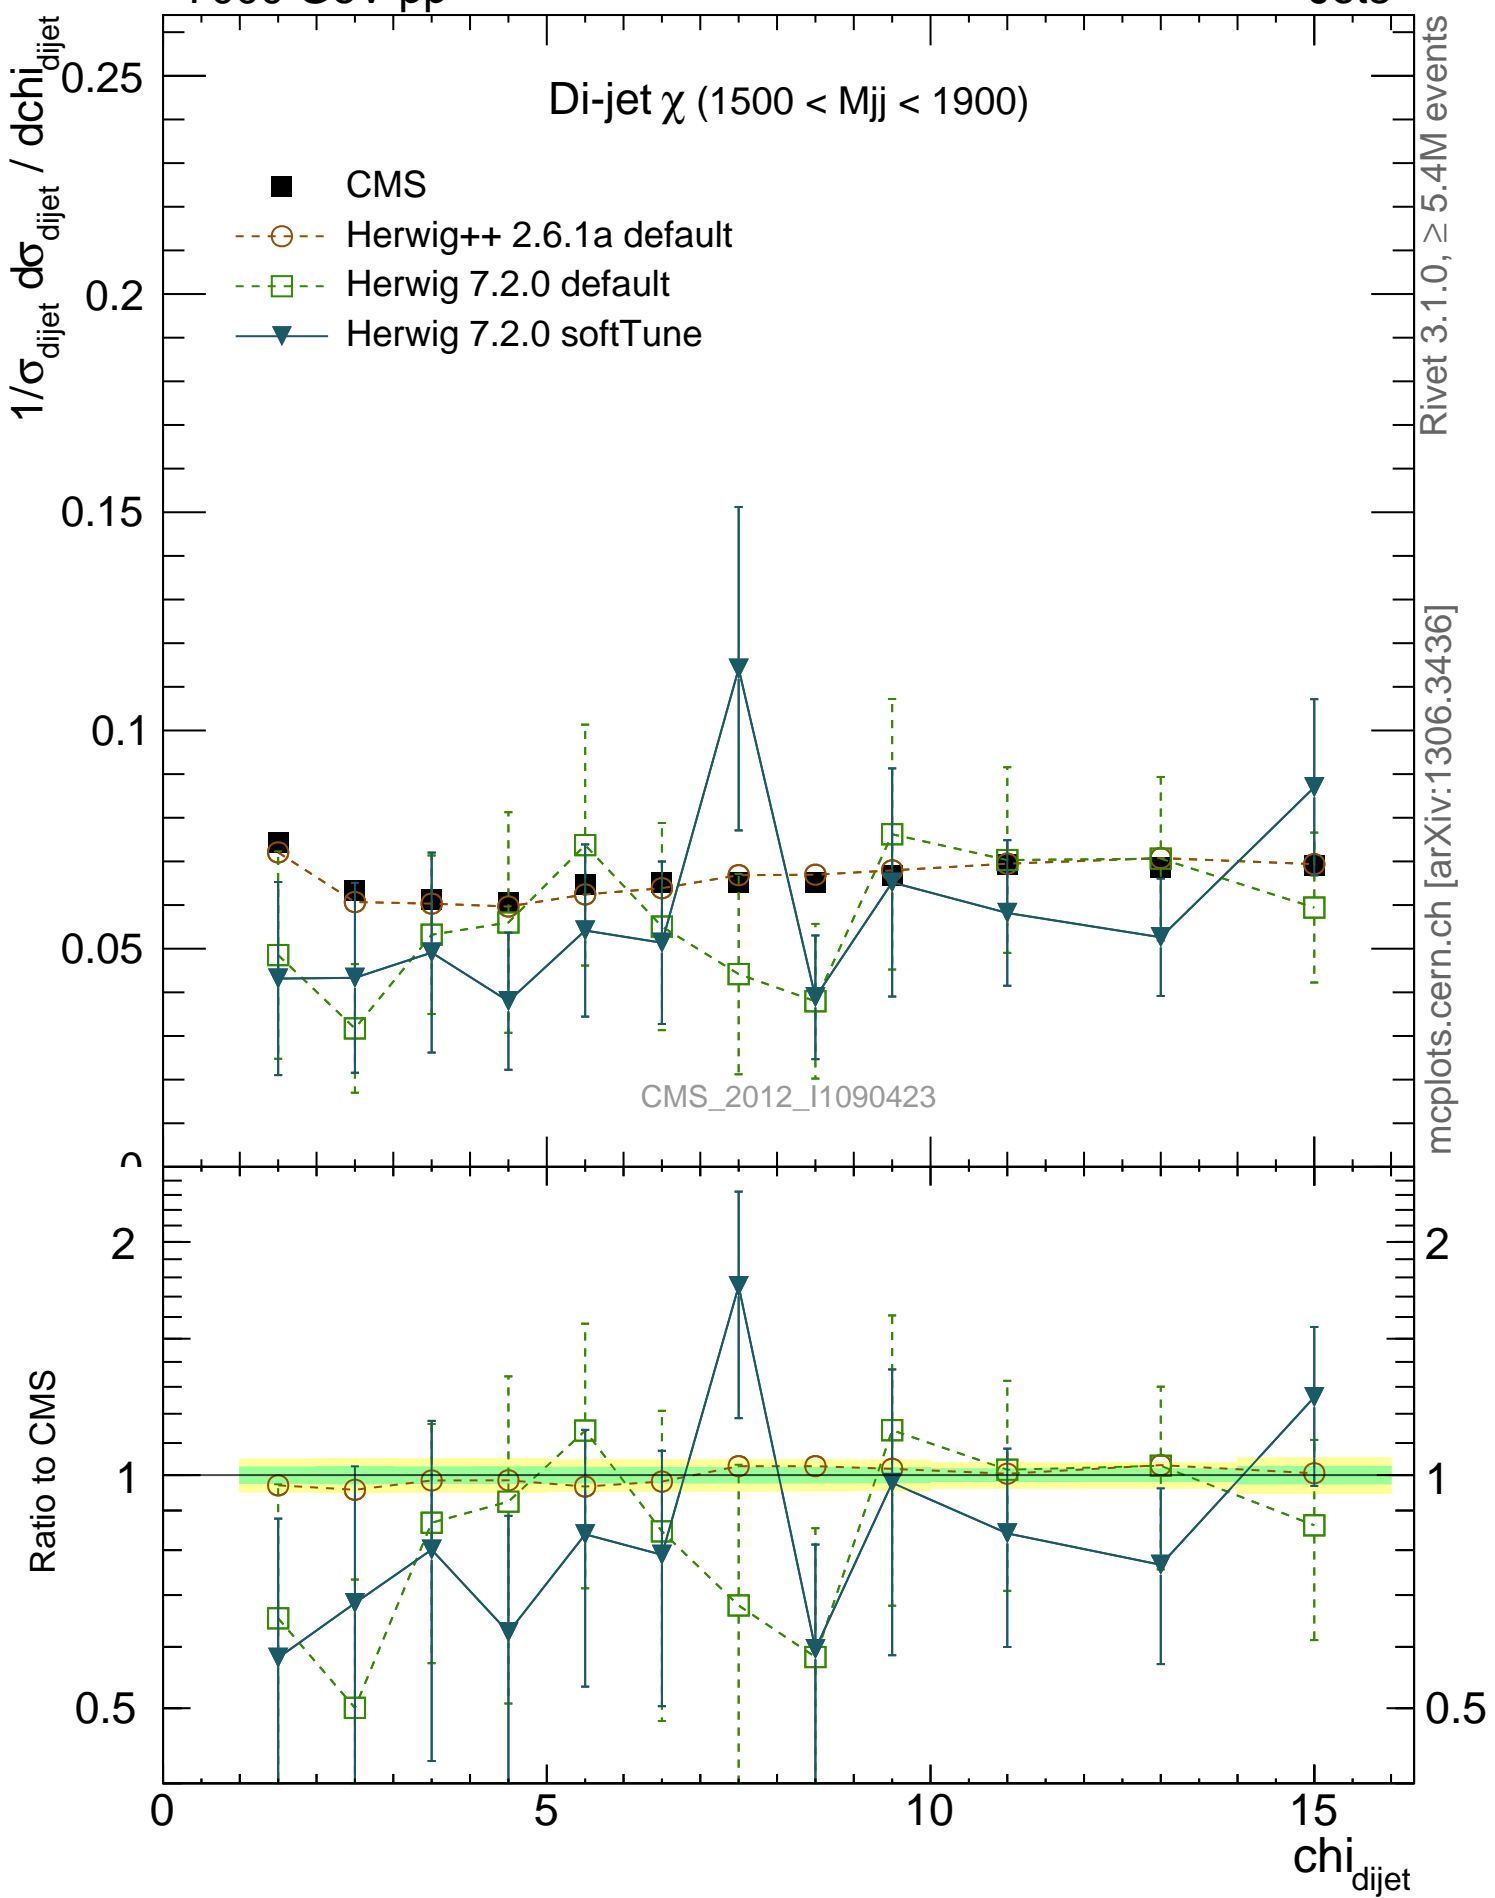 0.25
0.2
0.15
0.1
0.05
1/σdijet dσdijet / dchidijet
Di-jet χ (1500 < Mjj < 1900)
CMS
Herwig++ 2.6.1a default
Herwig 7.2.0 default
Herwig 7.2.0 softTune
CMS_2012_I1090423
Rivet 3.1.0, ≥ 5.4M events
mcplots.cern.ch [arXiv:1306.3436]
Ratio to CMS
2
1
0.5
2
1
0.5
0 5 10 15
chidijet